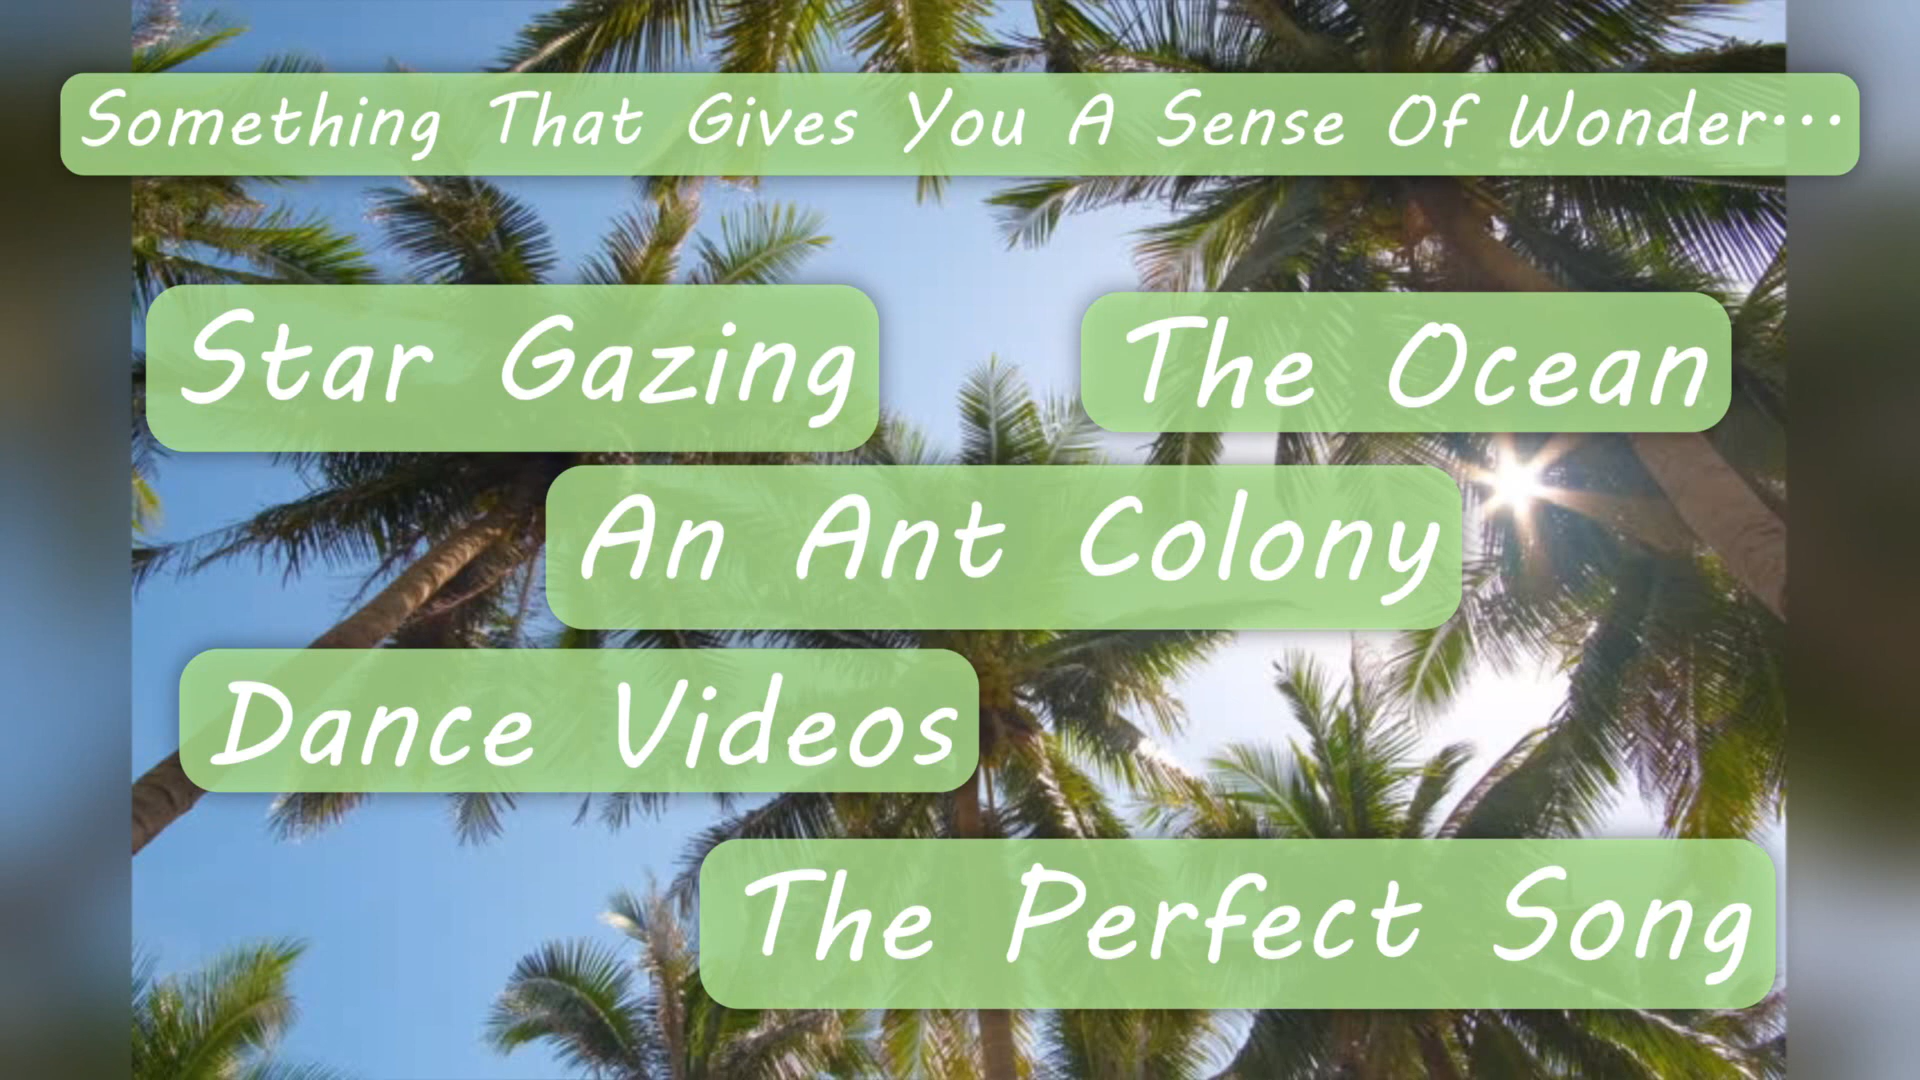 Something That Gives You A Sense Of Wonder...
Star Gazing
The Ocean
An Ant Colony
Dance Videos
The Perfect Song